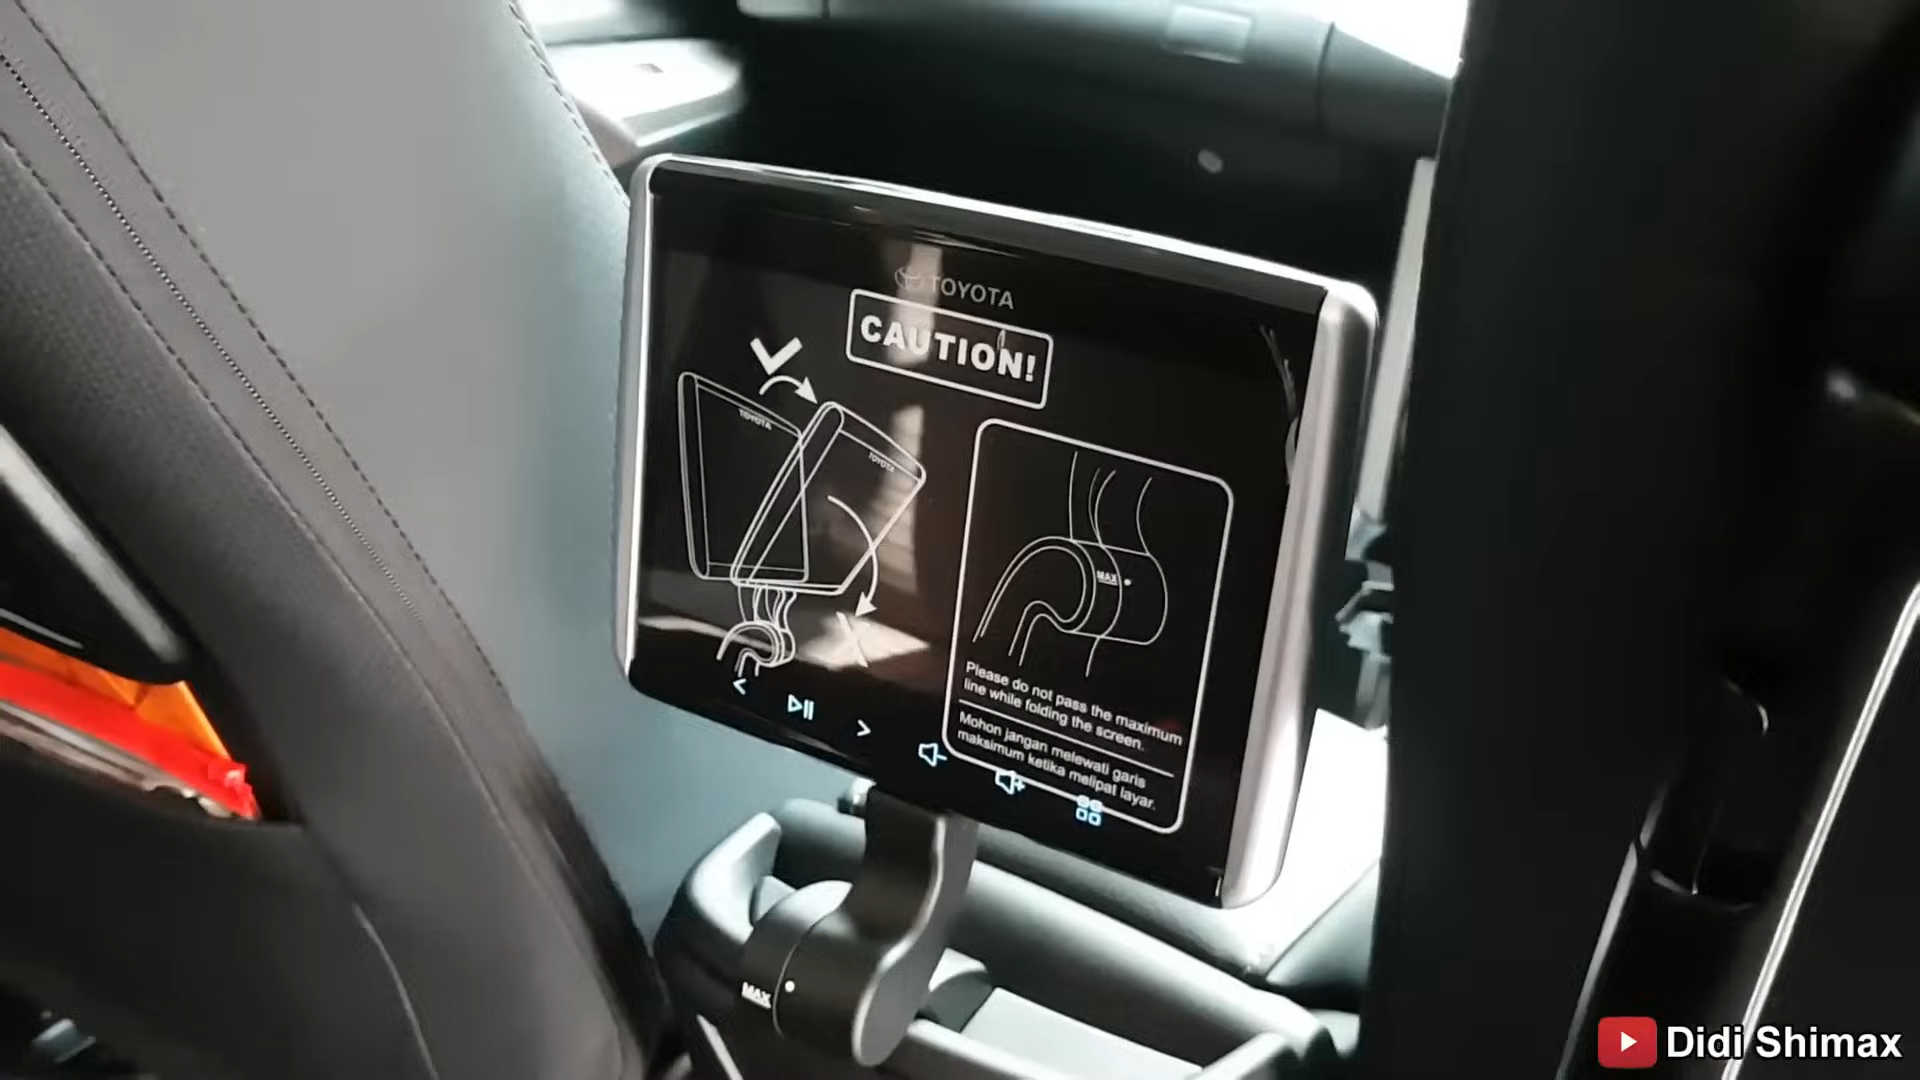 TOYOTA
CAUTION!
TOYOTA
TOYOTA
MAX
Please do not pass the maximum
line while folding the screen.
Mohon jangan melewati garis
maksimum ketika melipat layar.
MAX
Didi Shimax